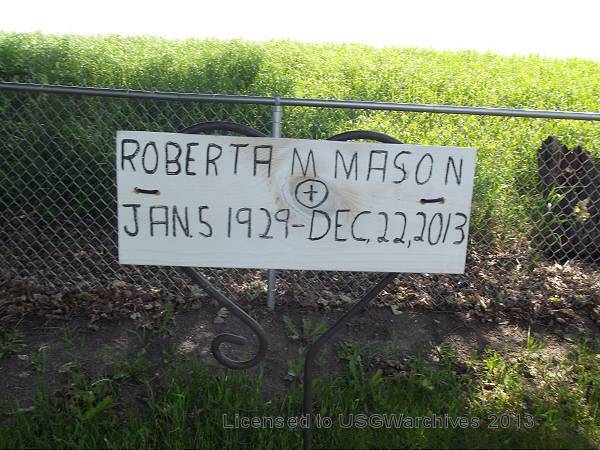 ROBERTA M MASON
JAN.5 1929-DEC,22,2013
Licensed to USGWarchives 2013